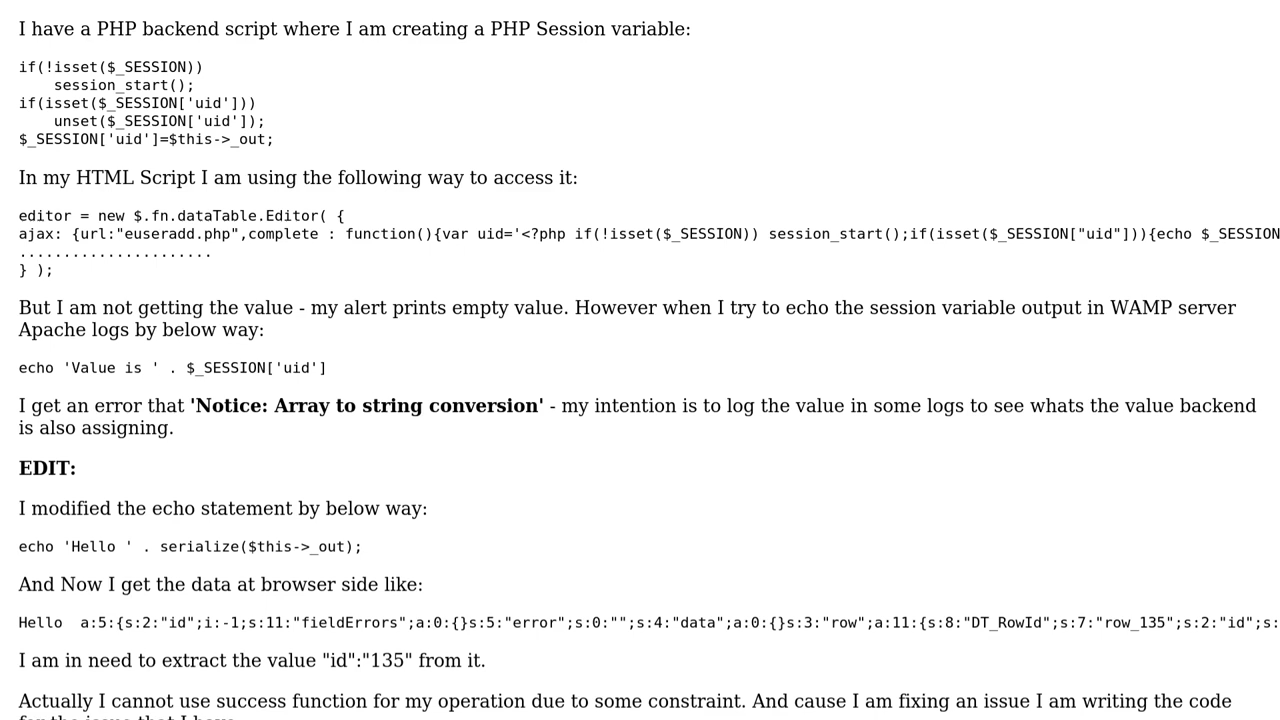 I have a PHP backend script where I am creating a PHP Session variable:
if(!isset($_SESSION))
    session_start();
if(isset($_SESSION['uid']))
    unset($_SESSION['uid']);
$_SESSION['uid']=$this->_out;
In my HTML Script I am using the following way to access it:
editor = new $.fn.dataTable.Editor( {
ajax: {url:"euseradd.php",complete : function(){var uid='<?php if(!isset($_SESSION)) session_start();if(isset($_SESSION["uid"])){echo $_SESSION
......................
} );
But I am not getting the value - my alert prints empty value. However when I try to echo the session variable output in WAMP server
Apache logs by below way:
echo 'Value is ' . $_SESSION['uid']
I get an error that 'Notice: Array to string conversion' - my intention is to log the value in some logs to see whats the value backend
is also assigning.
EDIT:
I modified the echo statement by below way:
echo 'Hello ' . serialize($this->_out);
And Now I get the data at browser side like:
Hello  a:5:{s:2:"id";i:-1;s:11:"fieldErrors";a:0:{}s:5:"error";s:0:"";s:4:"data";a:0:{}s:3:"row";a:11:{s:8:"DT_RowId";s:7:"row_135";s:2:"id";s:
I am in need to extract the value "id":"135" from it.
Actually I cannot use success function for my operation due to some constraint. And cause I am fixing an issue I am writing the code
for the issue that I have